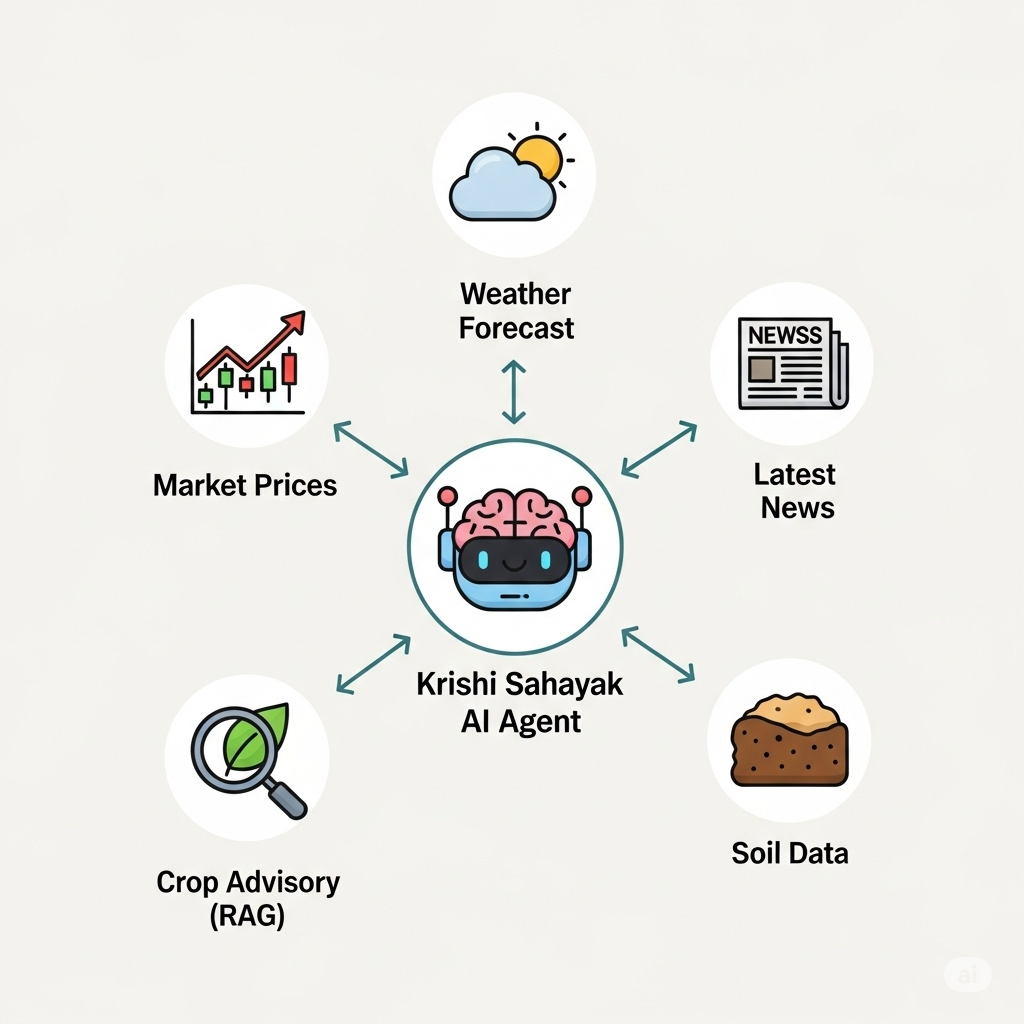 Weather
Forecast
NEWSS
Market Prices
Latest
News
Krishi Sahayak
AI Agent
Crop Advisory
(RAG)
Soil Data
ai